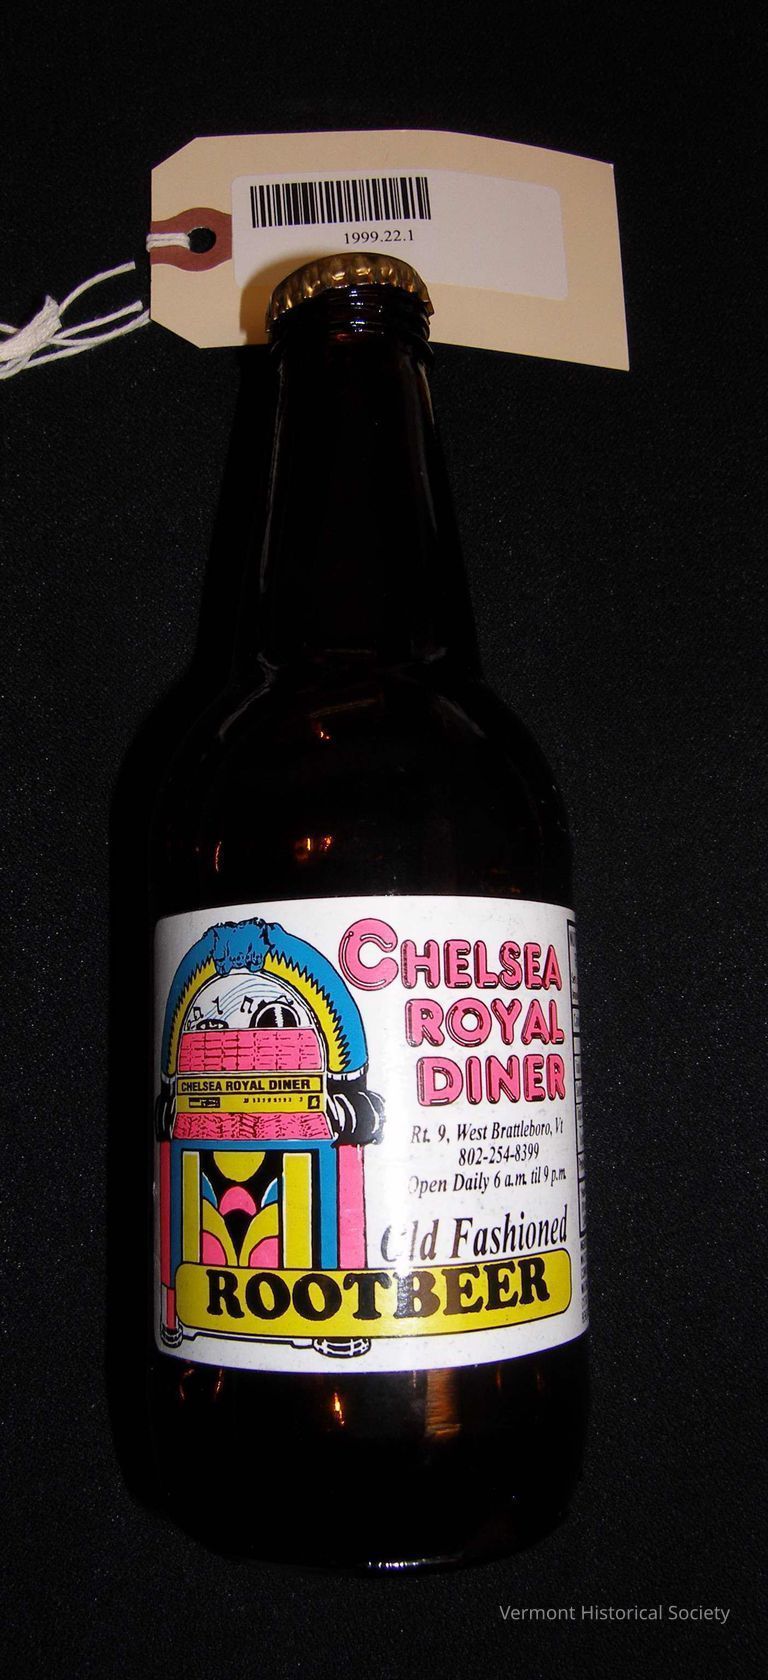 1999.22.1
CHELSEA
ROYAL
DINER
CHELSEA ROYAL DINER
Rt. 9, West Brattleboro, Vt
802-254-8399
Open Daily 6 a.m. til 9 p.m.
Old Fashioned
ROOTBEER
Vermont Historical Society